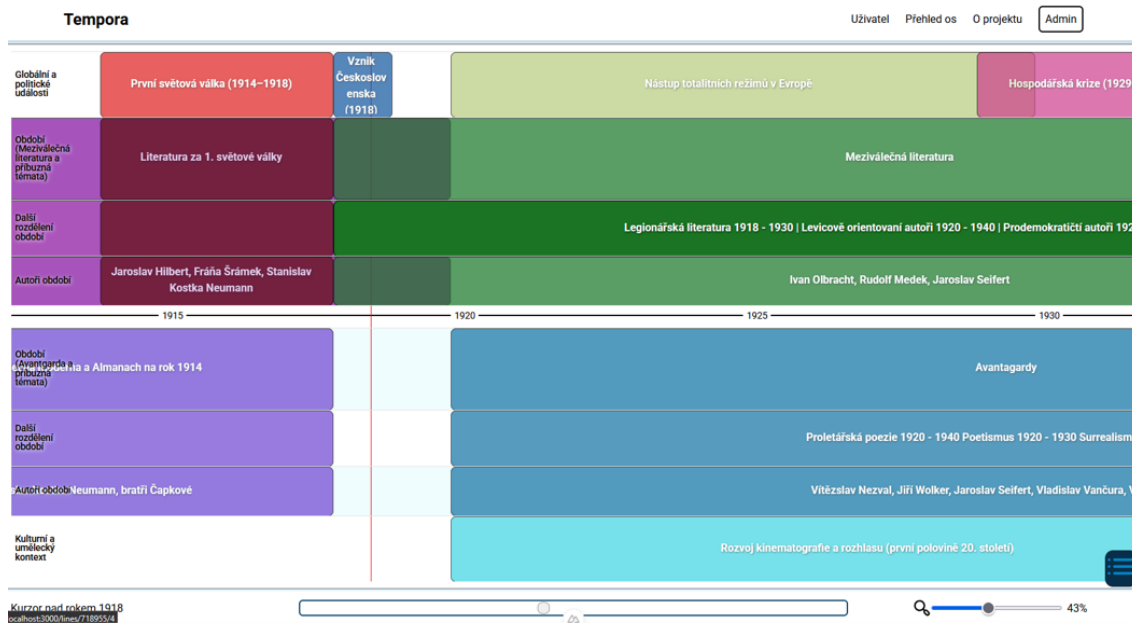 Tempora
Uživatel Přehled os O projektu Admin
Globální a
politické
události
První světová válka (1914–1918)
Vznik
Českoslov
enska
(1918)
Nástup totalitních režimů v Evropě
Hospodářská krize (1929
Období
(Meziválečná
literatura a
příbuzná
témata)
Literatura za 1. světové války
Meziválečná literatura
Další
rozdělení
období
Legionářská literatura 1918 - 1930 | Levicově orientovaní autoři 1920 - 1940 | Prodemokratičtí autoři 192
Autoři období
Jaroslav Hilbert, Fráňa Šrámek, Stanislav
Kostka Neumann
Ivan Olbracht, Rudolf Medek, Jaroslav Seifert
1915 1920 1925 1930
Období
(Avantgarda a
příbuzná
témata)
a Almanach na rok 1914
Avantagardy
Další
rozdělení
období
Proletářská poezie 1920 - 1940 Poetismus 1920 - 1930 Surrealism
Autoři období
Neumann, bratři Čapkové
Vítězslav Nezval, Jiří Wolker, Jaroslav Seifert, Vladislav Vančura, V
Kulturní a
umělecký
kontext
Rozvoj kinematografie a rozhlasu (první polovině 20. století)
Kurzor nad rokem 1918
43%
ocalhost:3000/lines/718955/4